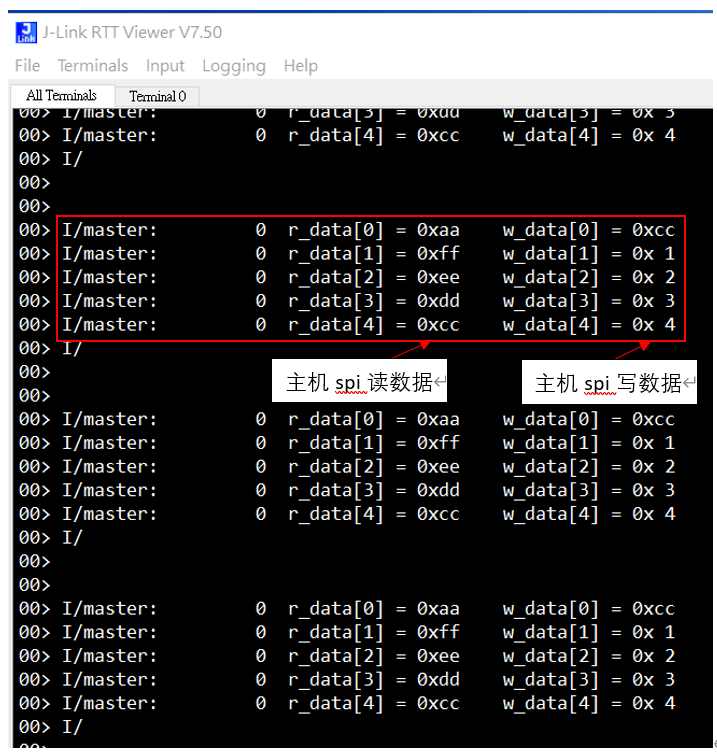 J-Link RTT Viewer V7.50
File Terminals Input Logging Help
All Terminals Terminal 0
00> I/master: 0 r_data[3] = 0xdd w_data[3] = 0x 3
00> I/master: 0 r_data[4] = 0xcc w_data[4] = 0x 4
00> I/
00>
00>
00> I/master: 0 r_data[0] = 0xaa w_data[0] = 0xcc
00> I/master: 0 r_data[1] = 0xff w_data[1] = 0x 1
00> I/master: 0 r_data[2] = 0xee w_data[2] = 0x 2
00> I/master: 0 r_data[3] = 0xdd w_data[3] = 0x 3
00> I/master: 0 r_data[4] = 0xcc w_data[4] = 0x 4
00> I/
00>
主机 spi 读数据↵ 主机 spi 写数据↵
00>
00> I/master: 0 r_data[0] = 0xaa w_data[0] = 0xcc
00> I/master: 0 r_data[1] = 0xff w_data[1] = 0x 1
00> I/master: 0 r_data[2] = 0xee w_data[2] = 0x 2
00> I/master: 0 r_data[3] = 0xdd w_data[3] = 0x 3
00> I/master: 0 r_data[4] = 0xcc w_data[4] = 0x 4
00> I/
00>
00>
00> I/master: 0 r_data[0] = 0xaa w_data[0] = 0xcc
00> I/master: 0 r_data[1] = 0xff w_data[1] = 0x 1
00> I/master: 0 r_data[2] = 0xee w_data[2] = 0x 2
00> I/master: 0 r_data[3] = 0xdd w_data[3] = 0x 3
00> I/master: 0 r_data[4] = 0xcc w_data[4] = 0x 4
00> I/